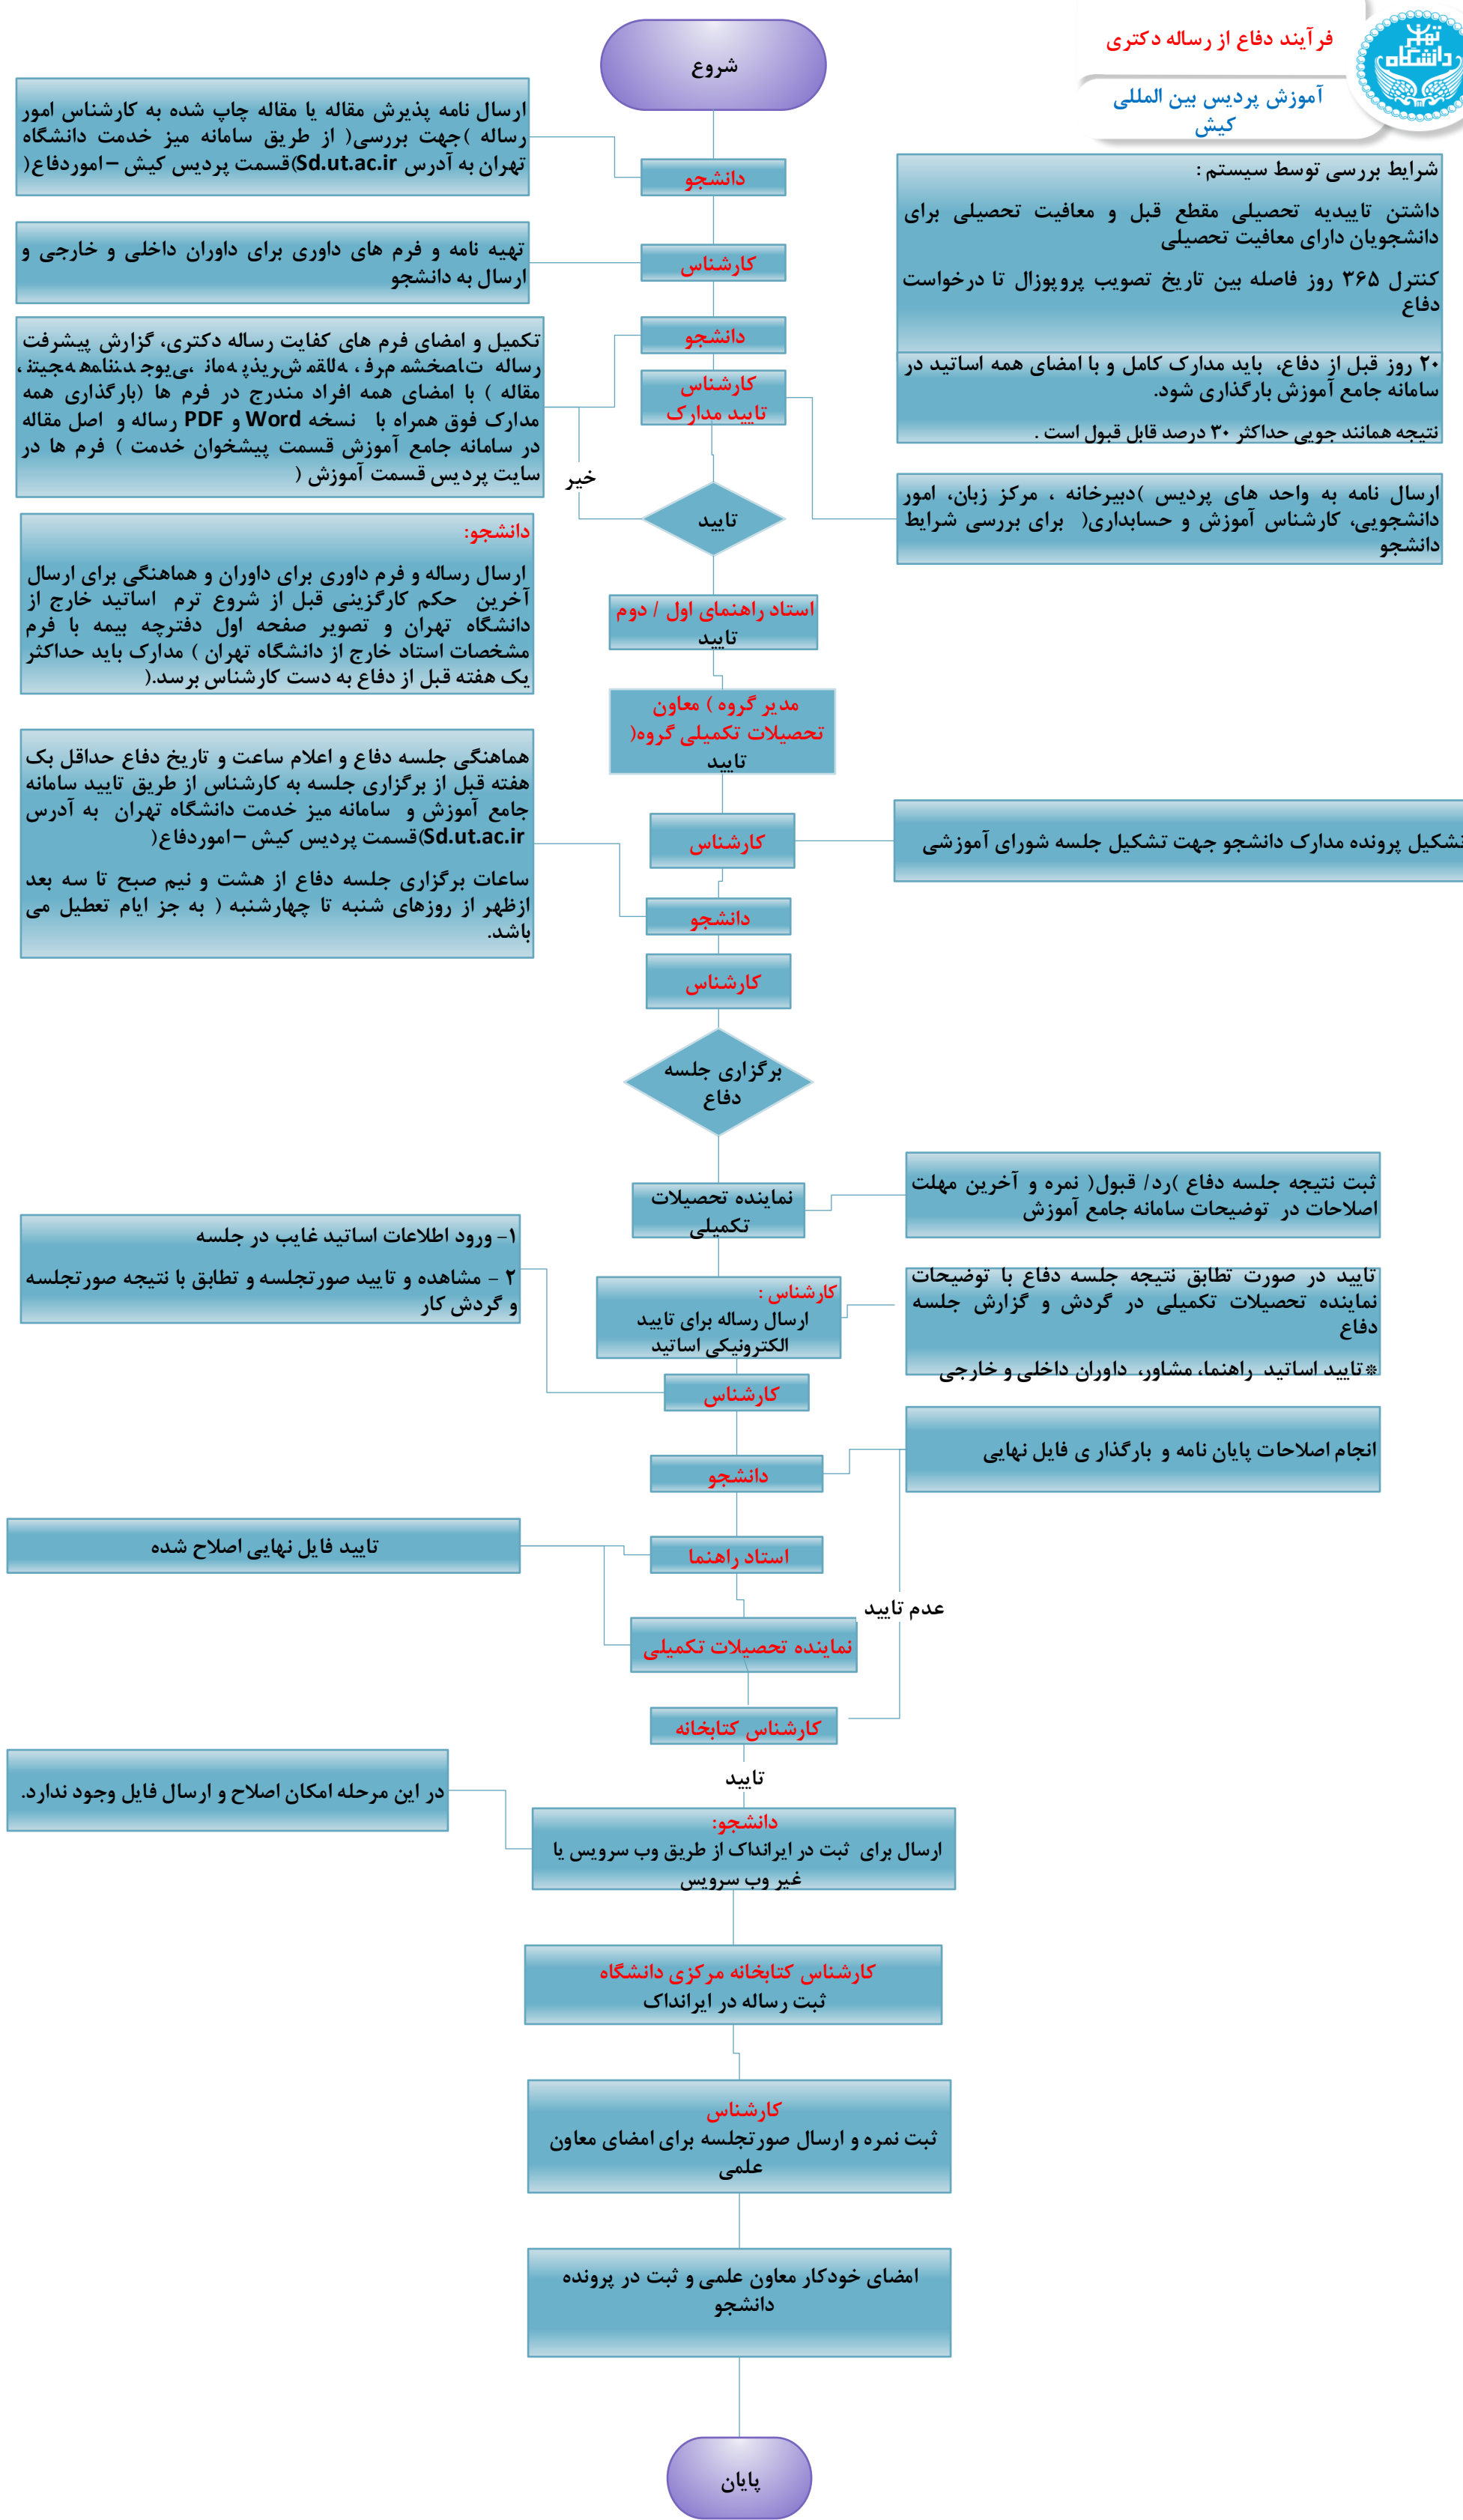 فرآیند دفاع از رساله دکتری
آموزش پردیس بین المللی
کیش
دانشگاه تهران
شروع
ارسال نامه پذیرش مقاله یا مقاله چاپ شده به کارشناس امور
رساله )جهت بررسی( از طریق سامانه میز خدمت دانشگاه
تهران به آدرس Sd.ut.ac.ir)قسمت پردیس کیش – اموردفاع(
دانشجو
شرایط بررسی توسط سیستم :
داشتن تاییدیه تحصیلی مقطع قبل و معافیت تحصیلی برای
دانشجویان دارای معافیت تحصیلی
کنترل ۳۶۵ روز فاصله بین تاریخ تصویب پروپوزال تا درخواست
دفاع
۲۰ روز قبل از دفاع، باید مدارک کامل و با امضای همه اساتید در
سامانه جامع آموزش بارگذاری شود.
نتیجه همانند جویی حداکثر ۳۰ درصد قابل قبول است .
تهیه نامه و فرم های داوری برای داوران داخلی و خارجی و
ارسال به دانشجو
کارشناس
دانشجو
تکمیل و امضای فرم های کفایت رساله دکتری، گزارش پیشرفت
رساله
مقاله ) با امضای همه افراد مندرج در فرم ها (بارگذاری همه
مدارک فوق همراه با نسخه Word و PDF رساله و اصل مقاله
در سامانه جامع آموزش قسمت پیشخوان خدمت ) فرم ها در
سایت پردیس قسمت آموزش (
کارشناس
تایید مدارک
خیر
تایید
ارسال نامه به واحد های پردیس )دبیرخانه ، مرکز زبان، امور
دانشجویی، کارشناس آموزش و حسابداری( برای بررسی شرایط
دانشجو
دانشجو:
ارسال رساله و فرم داوری برای داوران و هماهنگی برای ارسال
آخرین حکم کارگزینی قبل از شروع ترم اساتید خارج از
دانشگاه تهران و تصویر صفحه اول دفترچه بیمه با فرم
مشخصات استاد خارج از دانشگاه تهران ) مدارک باید حداکثر
یک هفته قبل از دفاع به دست کارشناس برسد.(
استاد راهنمای اول / دوم
تایید
مدیر گروه ) معاون
تحصیلات تکمیلی گروه(
تایید
هماهنگی جلسه دفاع و اعلام ساعت و تاریخ دفاع حداقل یک
هفته قبل از برگزاری جلسه به کارشناس از طریق تایید سامانه
جامع آموزش و سامانه میز خدمت دانشگاه تهران به آدرس
Sd.ut.ac.ir)قسمت پردیس کیش – اموردفاع(
ساعات برگزاری جلسه دفاع از هشت و نیم صبح تا سه بعد
ازظهر از روزهای شنبه تا چهارشنبه ( به جز ایام تعطیل می
باشد.
کارشناس
تشکیل پرونده مدارک دانشجو جهت تشکیل جلسه شورای آموزشی
دانشجو
کارشناس
برگزاری جلسه
دفاع
نماینده تحصیلات
تکمیلی
ثبت نتیجه جلسه دفاع )رد/ قبول( نمره و آخرین مهلت
اصلاحات در توضیحات سامانه جامع آموزش
۱- ورود اطلاعات اساتید غایب در جلسه
۲ - مشاهده و تایید صورتجلسه و تطابق با نتیجه صورتجلسه
و گردش کار
کارشناس :
ارسال رساله برای تایید
الکترونیکی اساتید
تایید در صورت تطابق نتیجه جلسه دفاع با توضیحات
نماینده تحصیلات تکمیلی در گردش و گزارش جلسه
دفاع
*تایید اساتید راهنما، مشاور، داوران داخلی و خارجی
کارشناس
انجام اصلاحات پایان نامه و بارگذار ی فایل نهایی
دانشجو
تایید فایل نهایی اصلاح شده
استاد راهنما
عدم تایید
نماینده تحصیلات تکمیلی
کارشناس کتابخانه
تایید
در این مرحله امکان اصلاح و ارسال فایل وجود ندارد.
دانشجو:
ارسال برای ثبت در ایرانداک از طریق وب سرویس یا
غیر وب سرویس
کارشناس کتابخانه مرکزی دانشگاه
ثبت رساله در ایرانداک
کارشناس
ثبت نمره و ارسال صورتجلسه برای امضای معاون
علمی
امضای خودکار معاون علمی و ثبت در پرونده
دانشجو
پایان